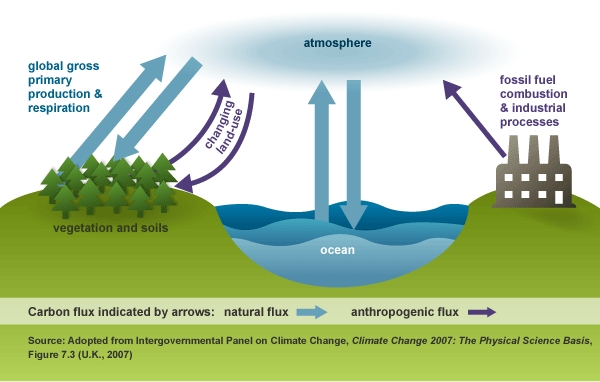 atmosphere
global gross
primary
production &
respiration
changing
land-use
fossil fuel
combustion
& industrial
processes
vegetation and soils
ocean
Carbon flux indicated by arrows: natural flux anthropogenic flux
Source: Adopted from Intergovernmental Panel on Climate Change, Climate Change 2007: The Physical Science Basis,
Figure 7.3 (U.K., 2007)